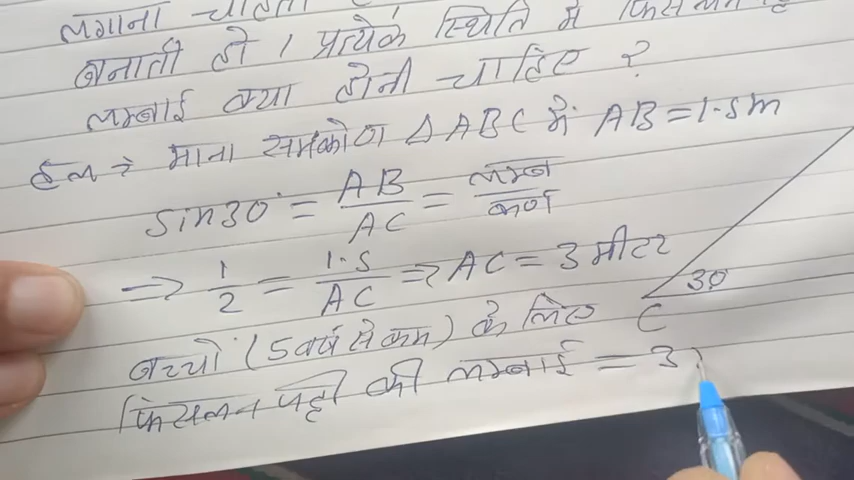 लगाना चाहती
बनाती हो । प्रत्येक स्थिति में
लम्बाई क्या होनी चाहिए ?
हल → माना समकोण △ABC में AB = 1.5m
sin30° = AB/AC = लम्ब/कर्ण
⇒ 1/2 = 1.5/AC ⇒ AC = 3 मीटर
30
C
बच्चों (5 वर्ष से कम) के लिए
फिसलन पट्टी की लम्बाई = 3